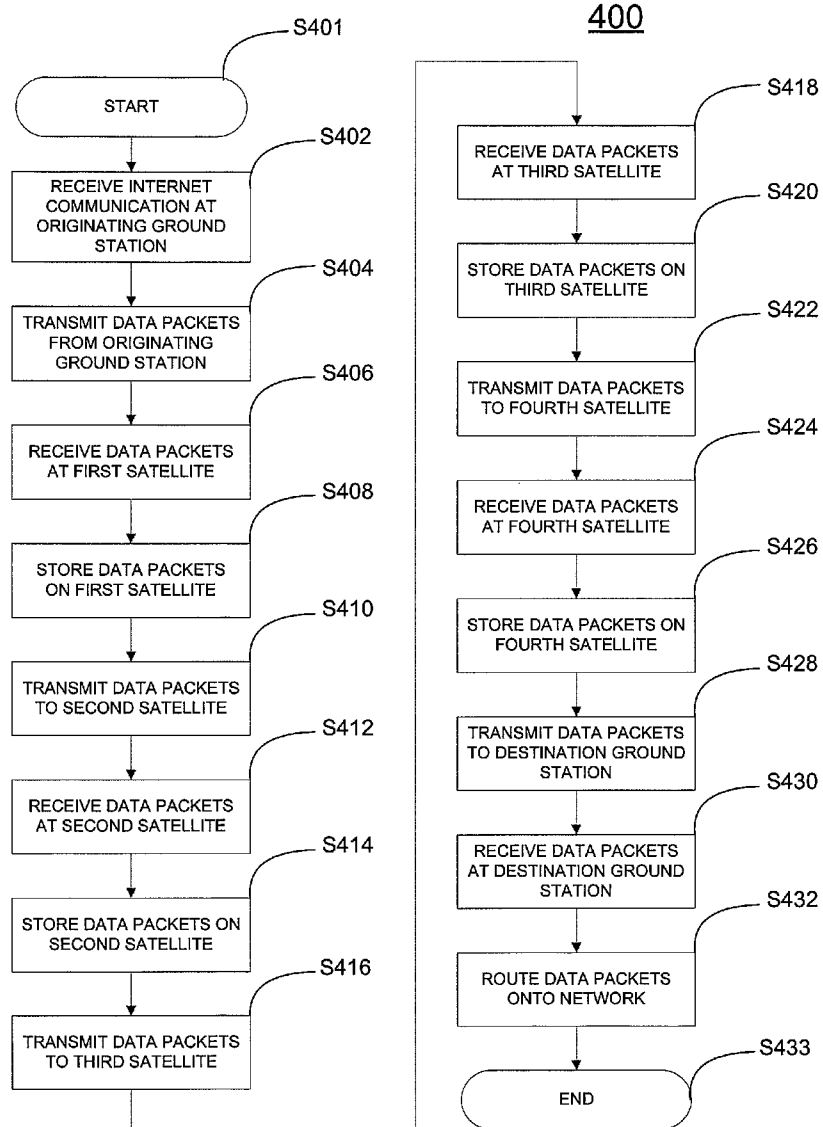 400
S401
START
S402
RECEIVE INTERNET
COMMUNICATION AT
ORIGINATING GROUND
STATION
S404
TRANSMIT DATA PACKETS
FROM ORIGINATING
GROUND STATION
S406
RECEIVE DATA PACKETS
AT FIRST SATELLITE
S408
STORE DATA PACKETS
ON FIRST SATELLITE
S410
TRANSMIT DATA PACKETS
TO SECOND SATELLITE
S412
RECEIVE DATA PACKETS
AT SECOND SATELLITE
S414
STORE DATA PACKETS ON
SECOND SATELLITE
S416
TRANSMIT DATA PACKETS
TO THIRD SATELLITE
S418
RECEIVE DATA PACKETS
AT THIRD SATELLITE
S420
STORE DATA PACKETS ON
THIRD SATELLITE
S422
TRANSMIT DATA PACKETS
TO FOURTH SATELLITE
S424
RECEIVE DATA PACKETS
AT FOURTH SATELLITE
S426
STORE DATA PACKETS ON
FOURTH SATELLITE
S428
TRANSMIT DATA PACKETS
TO DESTINATION GROUND
STATION
S430
RECEIVE DATA PACKETS
AT DESTINATION GROUND
STATION
S432
ROUTE DATA PACKETS
ONTO NETWORK
S433
END